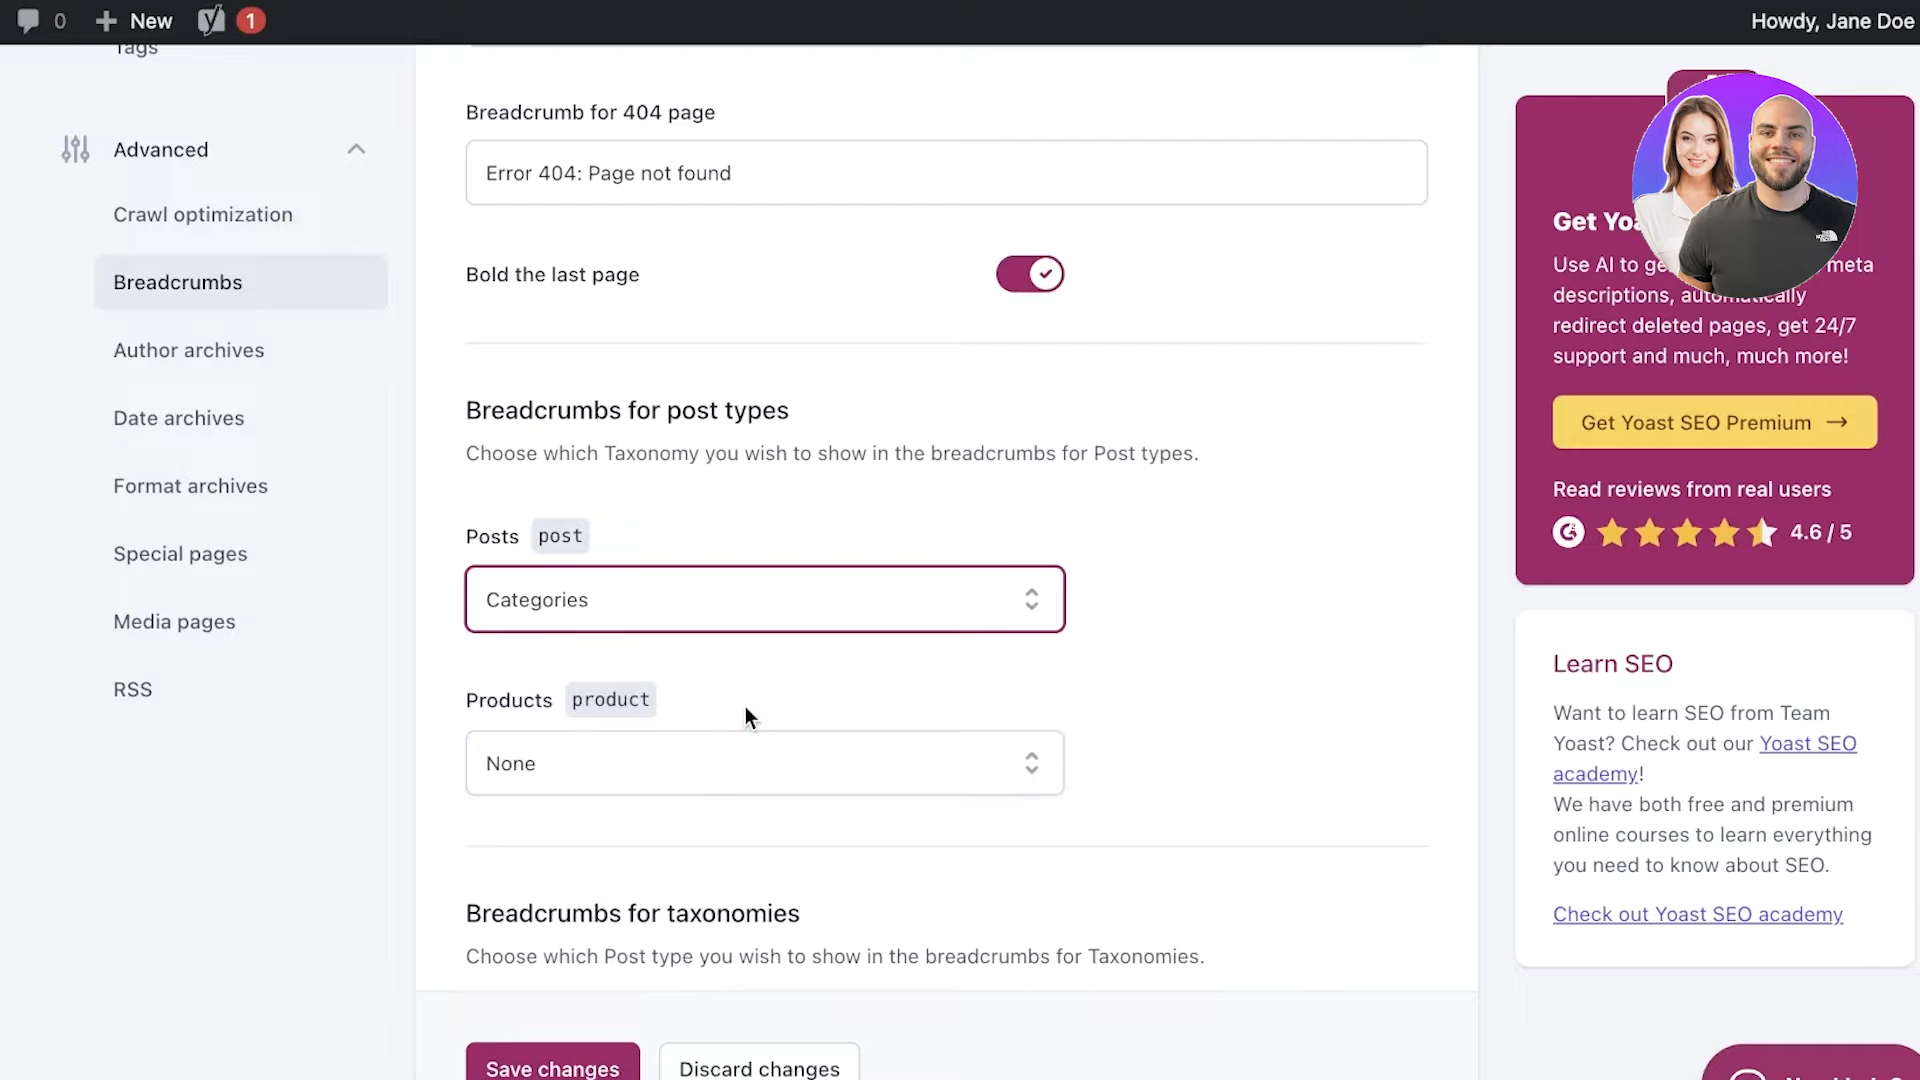 0
New
1
Howdy, Jane Doe
Tags
Advanced
Crawl optimization
Breadcrumbs
Author archives
Date archives
Format archives
Special pages
Media pages
RSS
Breadcrumb for 404 page
Error 404: Page not found
Bold the last page
Breadcrumbs for post types
Choose which Taxonomy you wish to show in the breadcrumbs for Post types.
Posts post
Categories
Products product
None
Breadcrumbs for taxonomies
Choose which Post type you wish to show in the breadcrumbs for Taxonomies.
Save changes
Discard changes
Get
Use AI to meta
descriptions, automatically
redirect deleted pages, get 24/7
support and much, much more!
Get Yoast SEO Premium →
Read reviews from real users
4.6 / 5
Learn SEO
Want to learn SEO from Team
Yoast? Check out our Yoast SEO
academy!
We have both free and premium
online courses to learn everything
you need to know about SEO.
Check out Yoast SEO academy